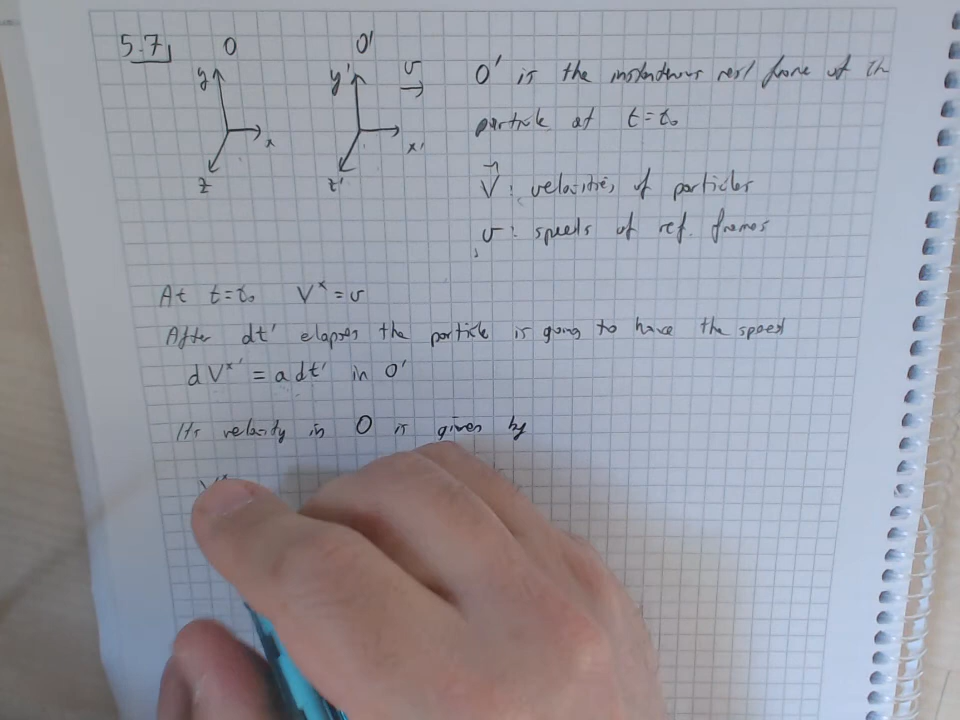 5.7 O O' O' is the instantaneous rest frame of the
y y' v particle at t=t₀
x x'
z z' V⃗ : velocities of particles
v : speeds of ref. frames
At t=t₀ Vˣ = v
After dt' elapses the particle is going to have the speed
dVˣ' = a dt' in O'
Its velocity in O is given by